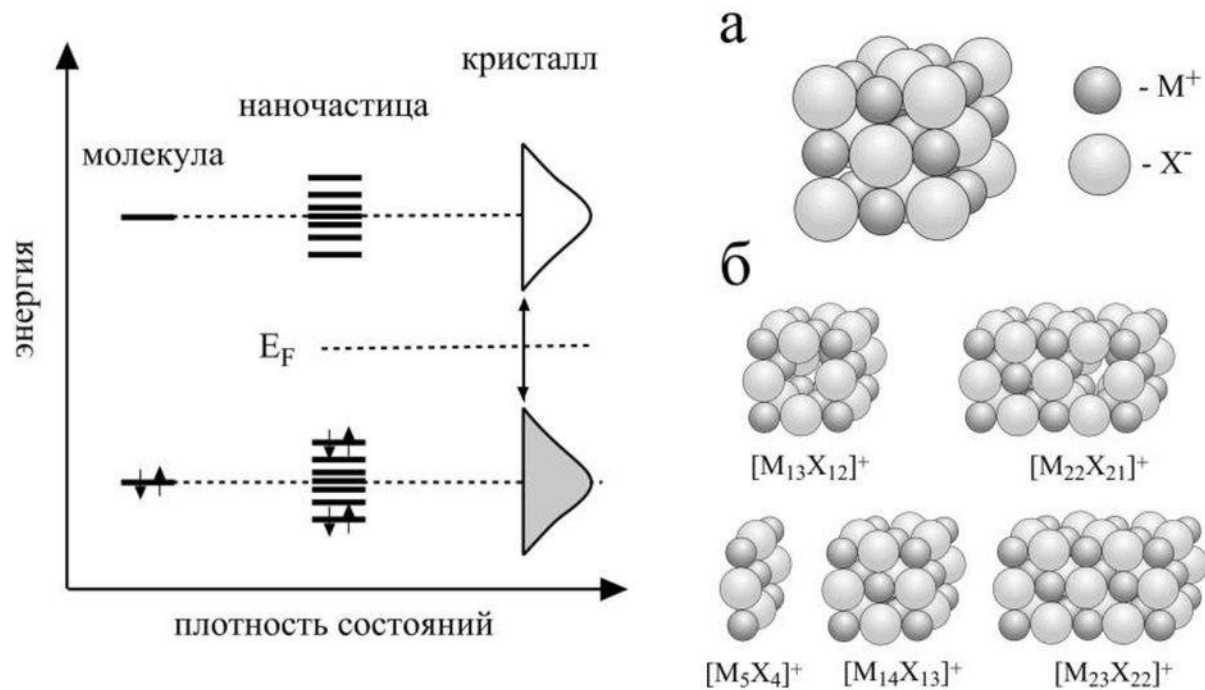 кристалл
наночастица
молекула
E_F
энергия
плотность состояний
а
- M⁺
- X⁻
б
[M₁₃X₁₂]⁺
[M₂₂X₂₁]⁺
[M₅X₄]⁺
[M₁₄X₁₃]⁺
[M₂₃X₂₂]⁺